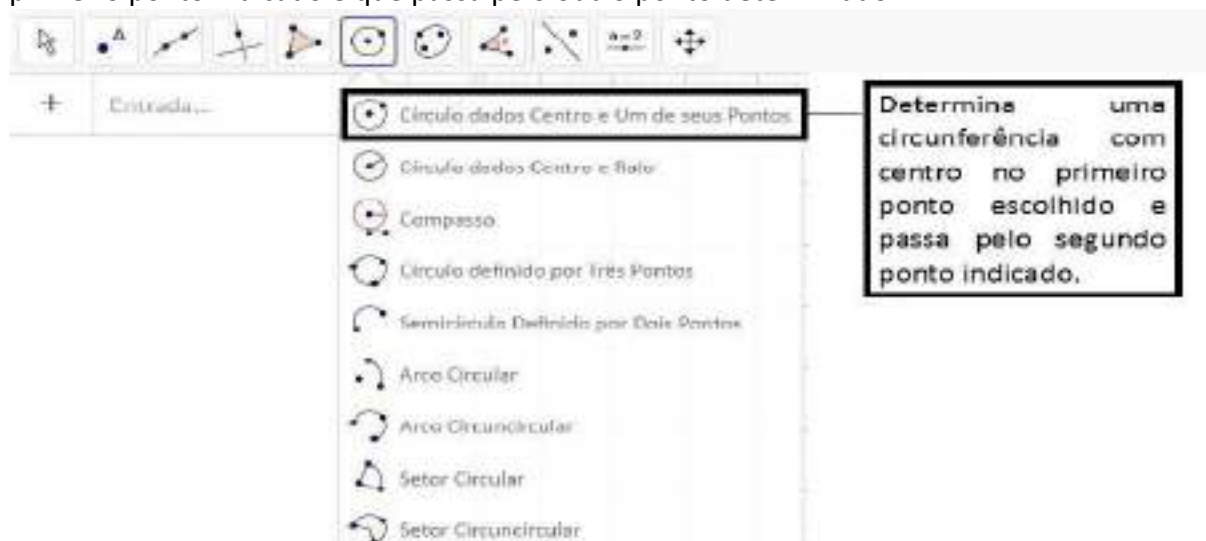 Entrada...
Círculo dados Centro e Um de seus Pontos
Círculo dados Centro e Raio
Compasso
Círculo definido por Três Pontos
Semicírculo Definido por Dois Pontos
Arco Circular
Arco Circuncircular
Setor Circular
Setor Circuncircular
Determina uma
circunferência com
centro no primeiro
ponto escolhido e
passa pelo segundo
ponto indicado.